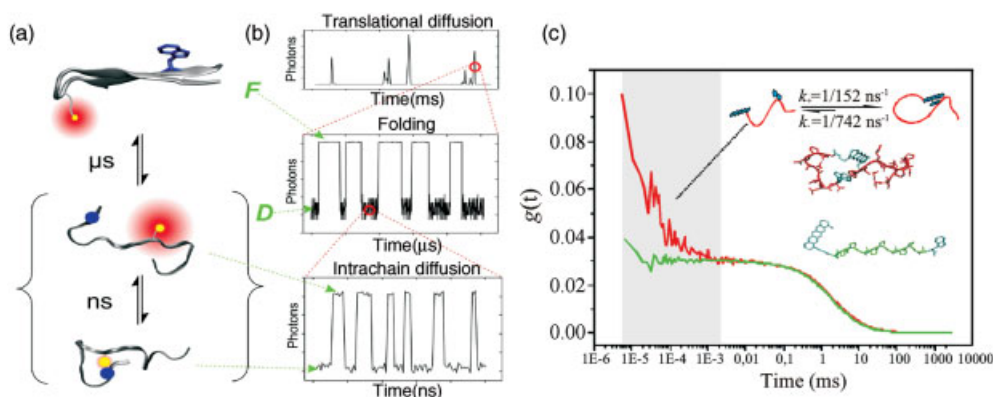 (a)
µs
ns
(b)
Translational diffusion
Photons
Time(ms)
F
Folding
Photons
D
Time(µs)
Intrachain diffusion
Photons
Time(ns)
(c)
g(t)
0.10
0.08
0.06
0.04
0.02
0.00
k₊=1/152 ns⁻¹
k₋=1/742 ns⁻¹
1E-6 1E-5 1E-4 1E-3 0,01 0,1 1 10 100 1000 10000
Time (ms)